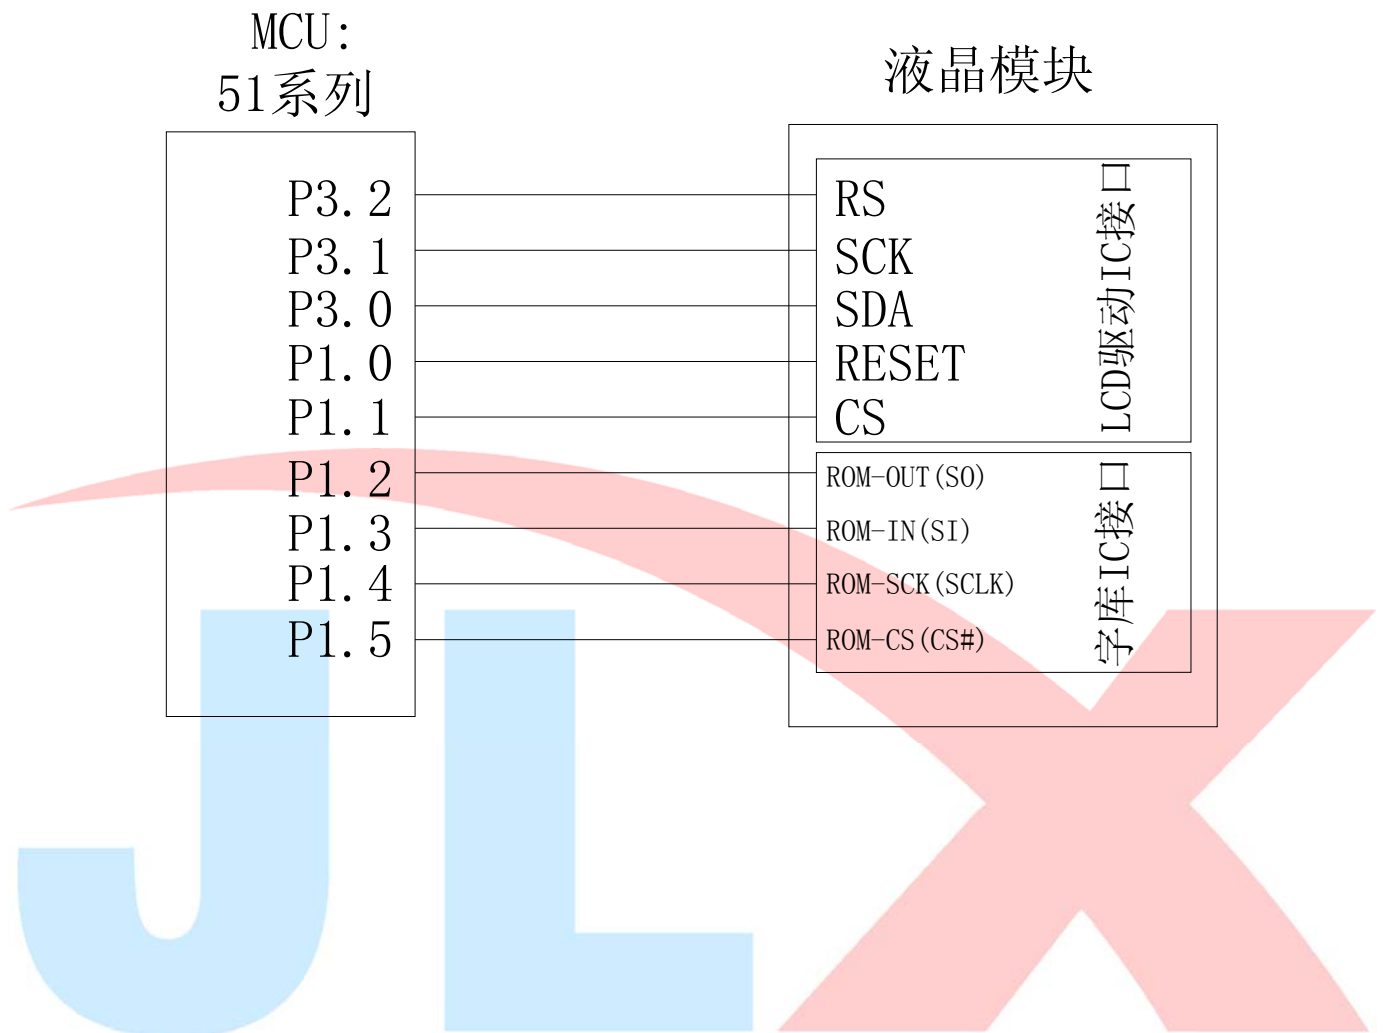 MCU:
51系列
液晶模块
P3.2
P3.1
P3.0
P1.0
P1.1
P1.2
P1.3
P1.4
P1.5
RS
SCK
SDA
RESET
CS
LCD驱动IC接口
ROM-OUT(SO)
ROM-IN(SI)
ROM-SCK(SCLK)
ROM-CS(CS#)
字库IC接口
JLX